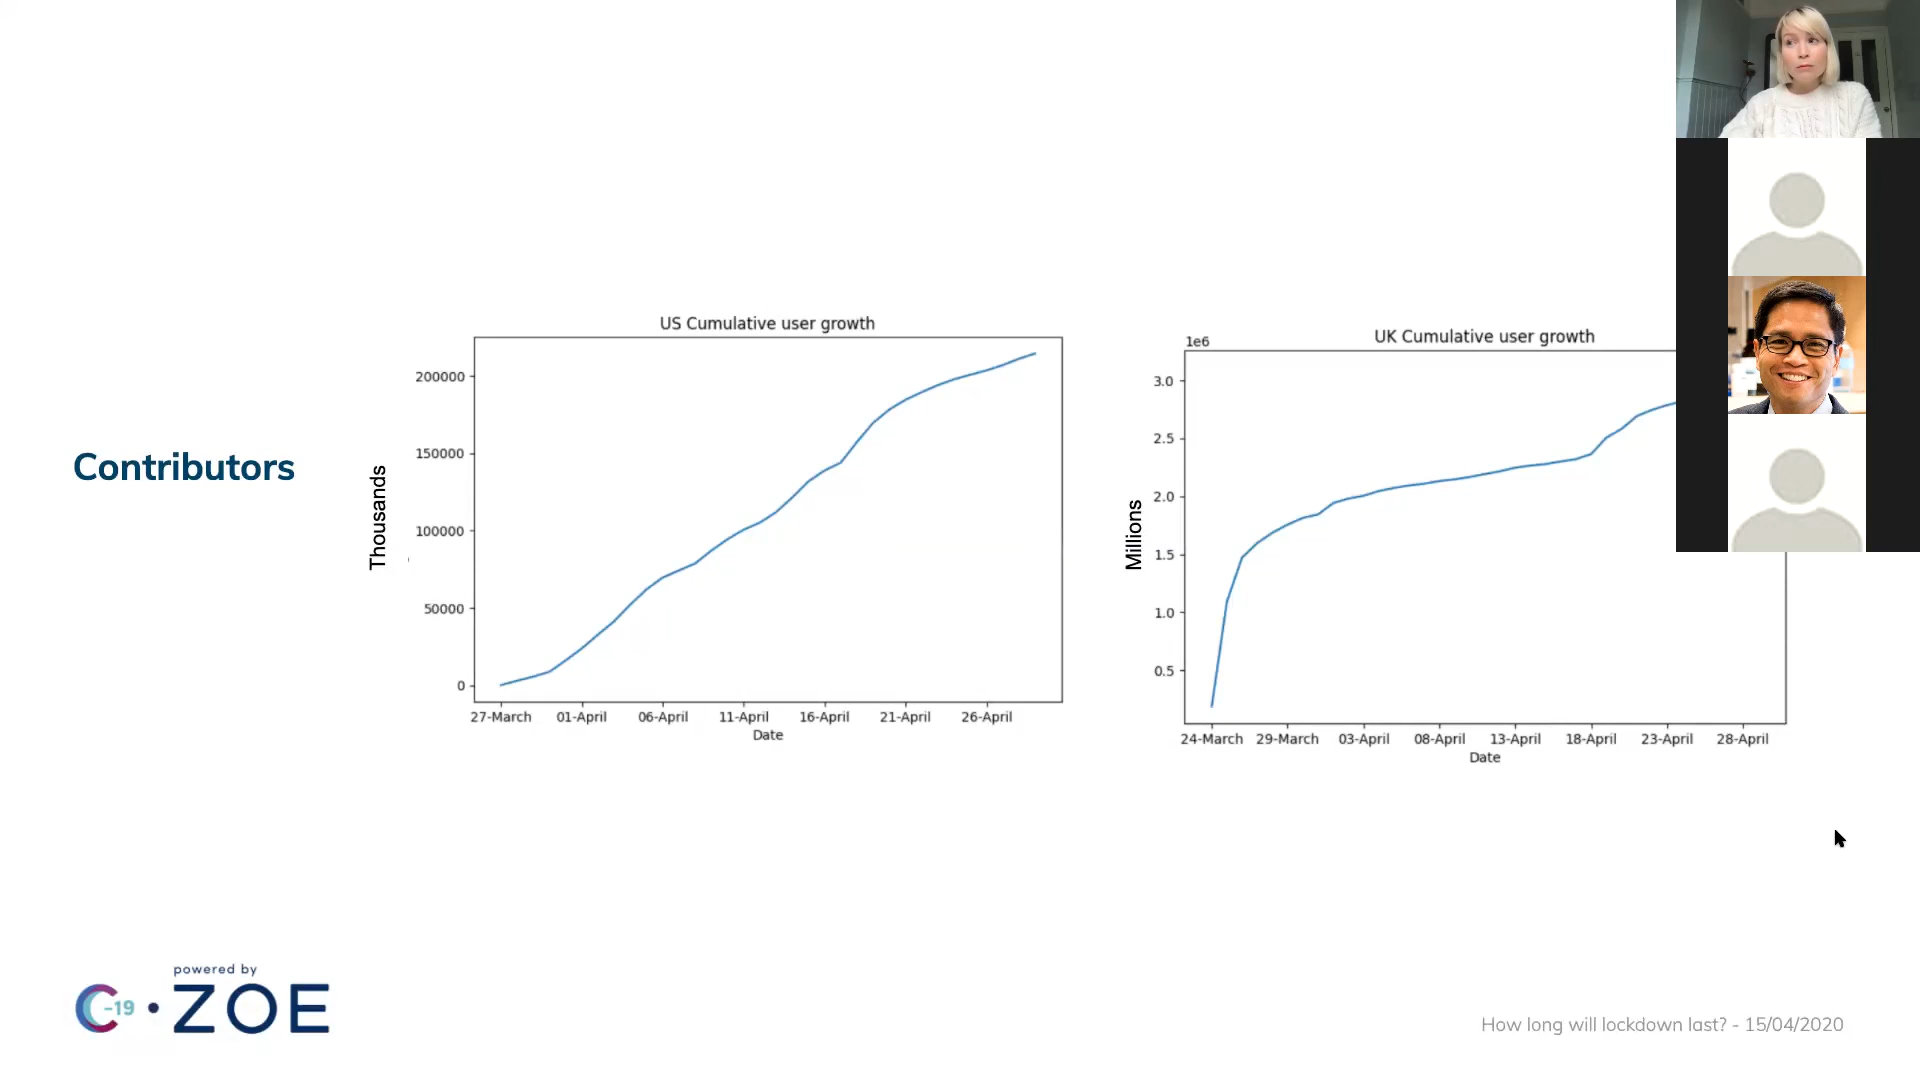 Contributors
US Cumulative user growth
Thousands
200000
150000
100000
50000
0
27-March 01-April 06-April 11-April 16-April 21-April 26-April
Date
UK Cumulative user growth
1e6
Millions
3.0
2.5
2.0
1.5
1.0
0.5
24-March 29-March 03-April 08-April 13-April 18-April 23-April 28-April
Date
powered by
C-19 · ZOE
How long will lockdown last? - 15/04/2020